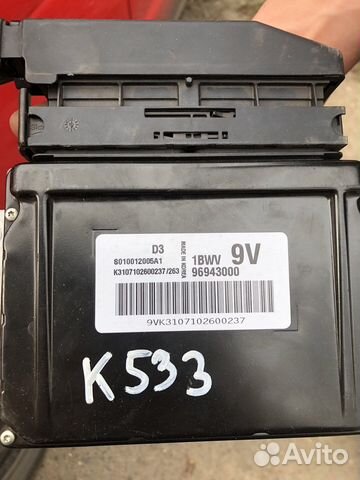 D3
S010012005A1
K3107102600237/263
MADE IN KOREA
1BWV 9V
96943000
9VK3107102600237
K533
Avito